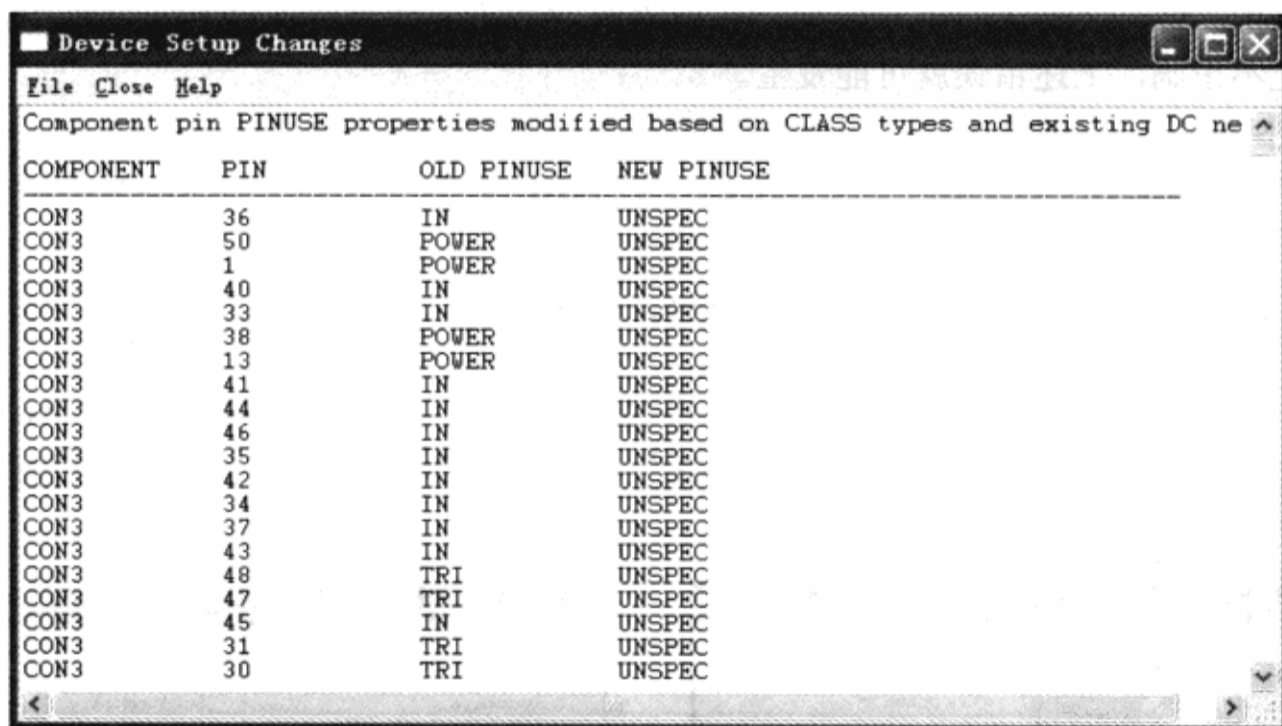 Device Setup Changes
File Close Help
Component pin PINUSE properties modified based on CLASS types and existing DC ne
COMPONENT PIN OLD PINUSE NEW PINUSE
CON3 36 IN UNSPEC
CON3 50 POWER UNSPEC
CON3 1 POWER UNSPEC
CON3 40 IN UNSPEC
CON3 33 IN UNSPEC
CON3 38 POWER UNSPEC
CON3 13 POWER UNSPEC
CON3 41 IN UNSPEC
CON3 44 IN UNSPEC
CON3 46 IN UNSPEC
CON3 35 IN UNSPEC
CON3 42 IN UNSPEC
CON3 34 IN UNSPEC
CON3 37 IN UNSPEC
CON3 43 IN UNSPEC
CON3 48 TRI UNSPEC
CON3 47 TRI UNSPEC
CON3 45 IN UNSPEC
CON3 31 TRI UNSPEC
CON3 30 TRI UNSPEC